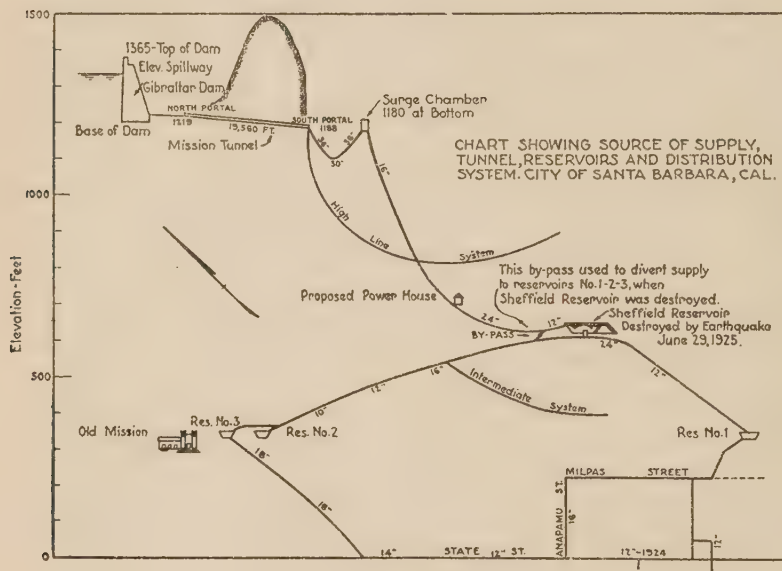 1500
1000
500
0
Elevation-Feet
1365-Top of Dam
Elev. Spillway
Gibraltar Dam
NORTH PORTAL
1219
19,560 FT.
Base of Dam
Mission Tunnel
SOUTH PORTAL
1188
36"
30"
36"
Surge Chamber
1180 at Bottom
16"
CHART SHOWING SOURCE OF SUPPLY,
TUNNEL, RESERVOIRS AND DISTRIBUTION
SYSTEM. CITY OF SANTA BARBARA, CAL.
High Line System
Proposed Power House
This by-pass used to divert supply
to reservoirs No.1-2-3, when
Sheffield Reservoir was destroyed.
Sheffield Reservoir
Destroyed by Earthquake
June 29, 1925.
24"
12"
BY-PASS
24"
12"
10"
12"
16"
Intermediate System
Old Mission
Res. No.3
Res. No.2
Res No.1
18"
18"
MILPAS STREET
ANAPAMU ST.
16"
14" STATE 12" ST.
12"-1924
12"